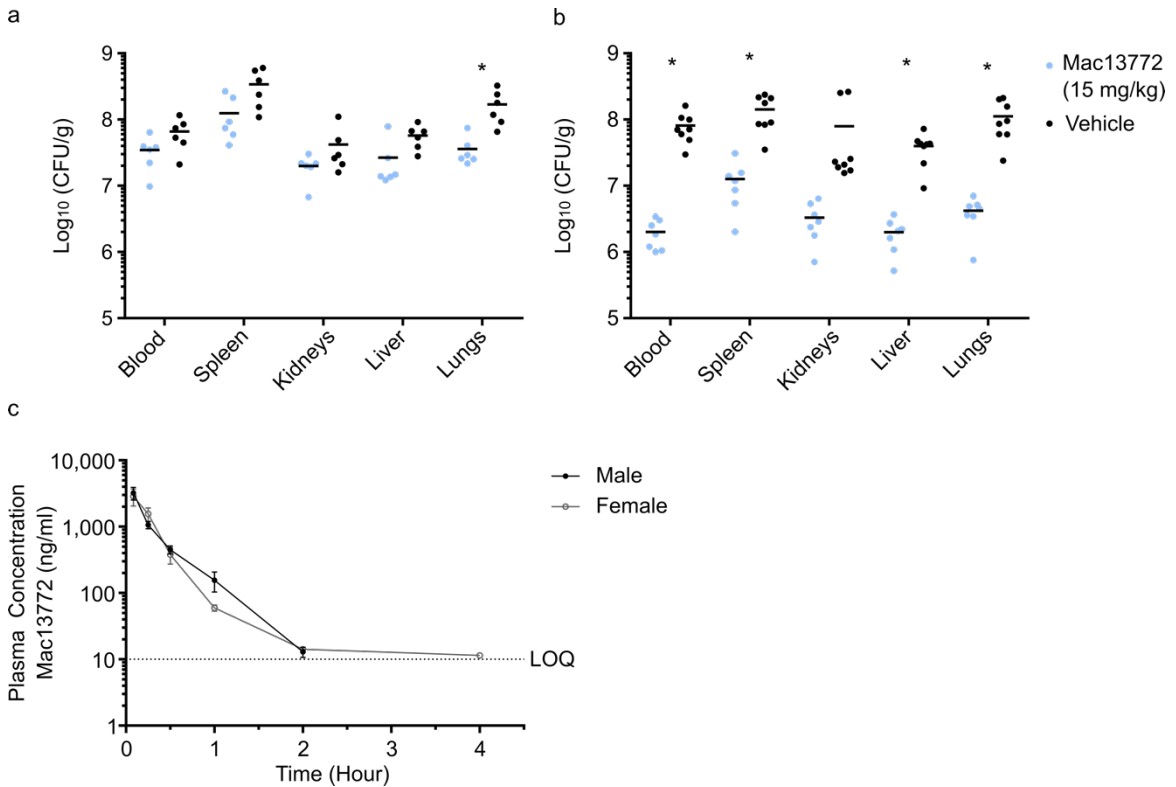 a
9
8
7
6
5
Log10 (CFU/g)
*
Blood
Spleen
Kidneys
Liver
Lungs
b
9
8
7
6
5
Log10 (CFU/g)
*
*
*
*
Blood
Spleen
Kidneys
Liver
Lungs
Mac13772
(15 mg/kg)
Vehicle
c
10,000
1,000
100
10
1
Plasma Concentration
Mac13772 (ng/ml)
LOQ
0
1
2
3
4
Time (Hour)
Male
Female